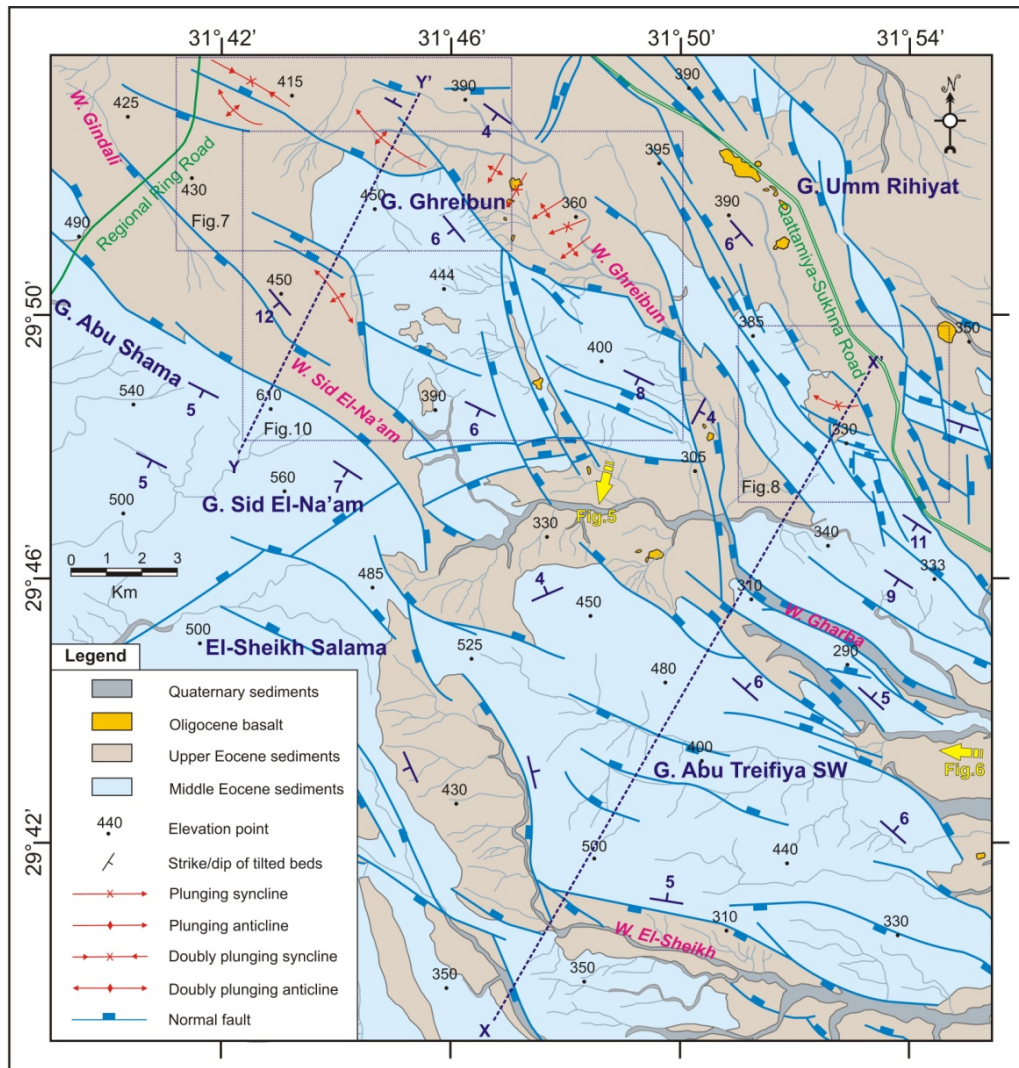 31 42'
31 46'
31 50'
31 54'
N
390
415
390
Y'
425
W. Gindali
4
395
G. Umm Rihiyat
Regional Ring Road
430
450
G. Ghreibun
360
390
Qattamiya-Sukhna Road
490
Fig.7
6
6
444
W. Ghreibun
29°50'
450
12
385
350
G. Abu Shama
400
X'
540
5
W. Sid El-Na'am
8
610
390
4
Fig.10
6
330
Y
305
5
560
7
Fig.8
500
G. Sid El-Na'am
Fig.5
330
340
11
29°46'
0 1 2 3
Km
485
4
450
310
333
9
W. Gharba
500
El-Sheikh Salama
525
290
480
6
5
400
G. Abu Treifiya SW
Fig.6
430
6
29°42'
500
440
5
310
330
W. El-Sheikh
350
350
X
Legend
Quaternary sediments
Oligocene basalt
Upper Eocene sediments
Middle Eocene sediments
440
Elevation point
Strike/dip of tilted beds
Plunging syncline
Plunging anticline
Doubly plunging syncline
Doubly plunging anticline
Normal fault